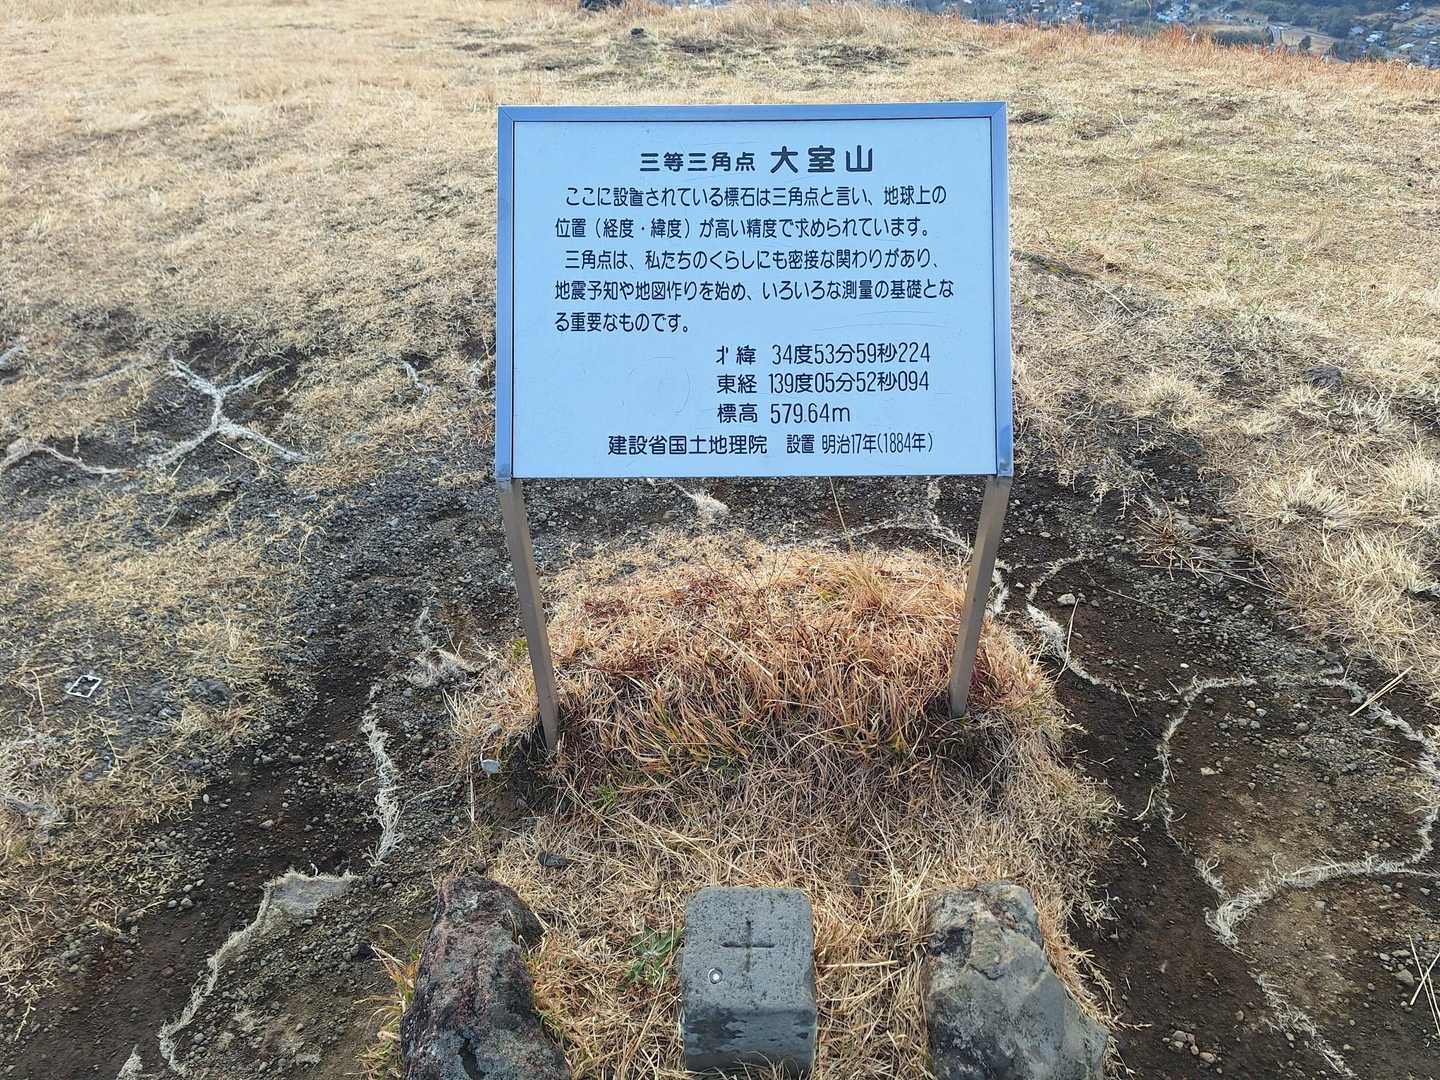 三等三角点 大室山
ここに設置されている標石は三角点と言い、地球上の
位置(経度・緯度)が高い精度で求められています。
三角点は、私たちのくらしにも密接な関わりがあり、
地震予知や地図作りを始め、いろいろな測量の基礎とな
る重要なものです。
北緯 34度53分59秒224
東経 139度05分52秒094
標高 579.64m
建設省国土地理院 設置 明治17年(1884年)